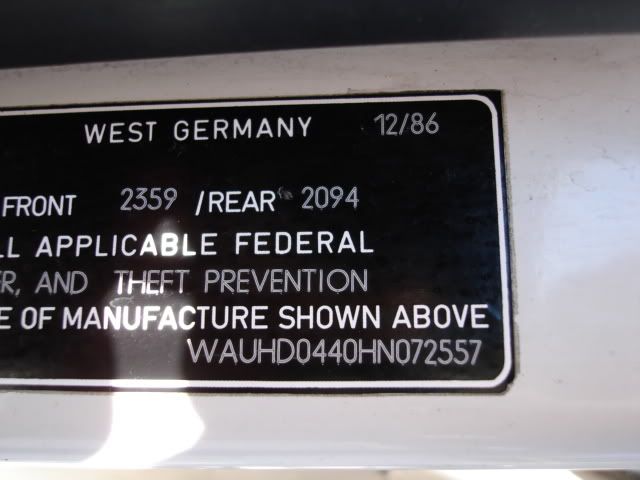 WEST GERMANY 12/86
FRONT 2359 /REAR 2094
LL APPLICABLE FEDERAL
ER, AND THEFT PREVENTION
E OF MANUFACTURE SHOWN ABOVE
WAUHD0440HN072557